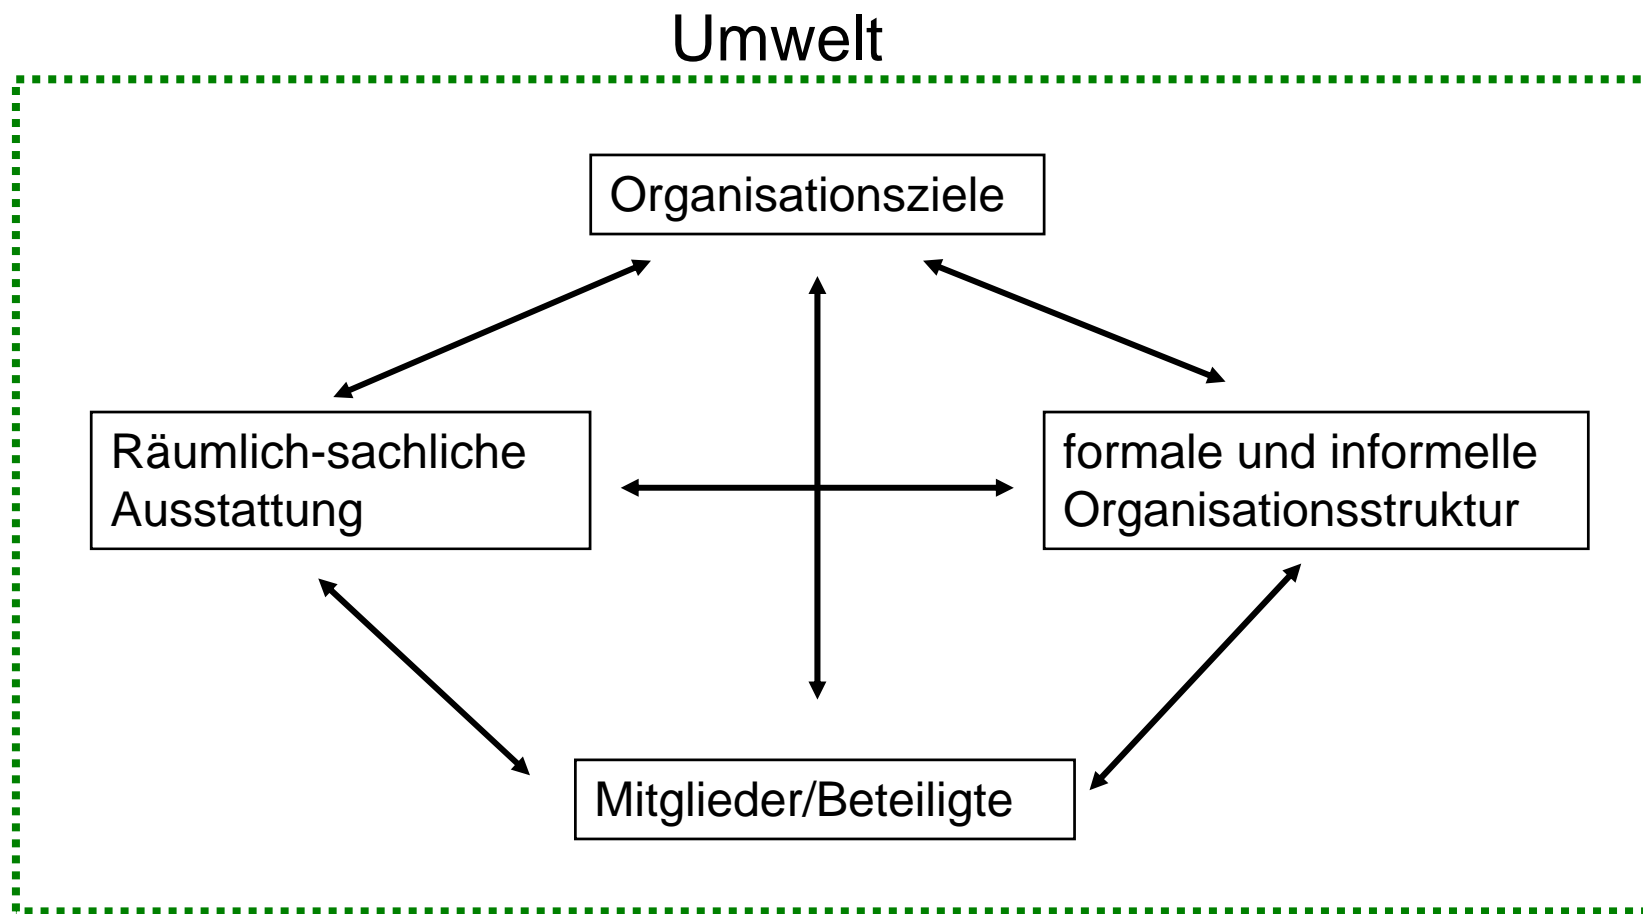 Umwelt
Organisationsziele
Räumlich-sachliche
Ausstattung
formale und informelle
Organisationsstruktur
Mitglieder/Beteiligte